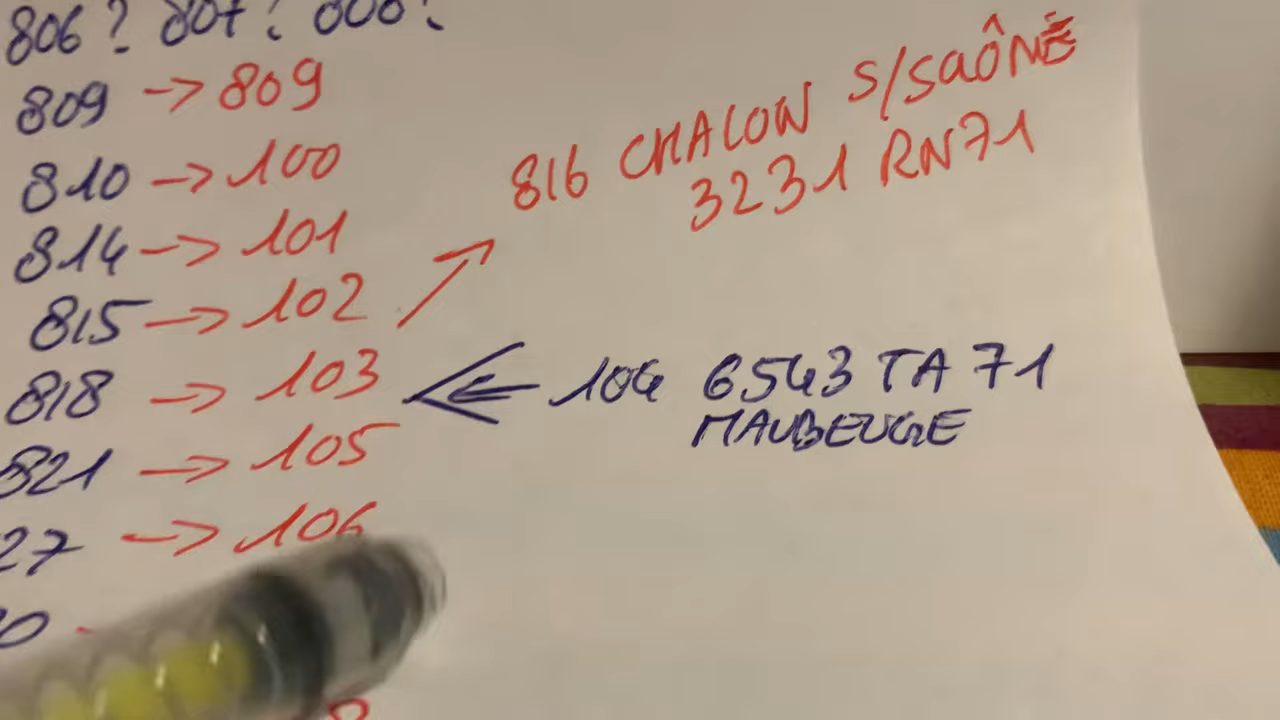 806? 807? 808?
809 -> 809
810 -> 100
814 -> 101
815 -> 102
818 -> 103
821 -> 105
27 -> 106
816 CHALON S/SAÔNE
3231 RN71
104 6543 TA 71
MAUBEUGE